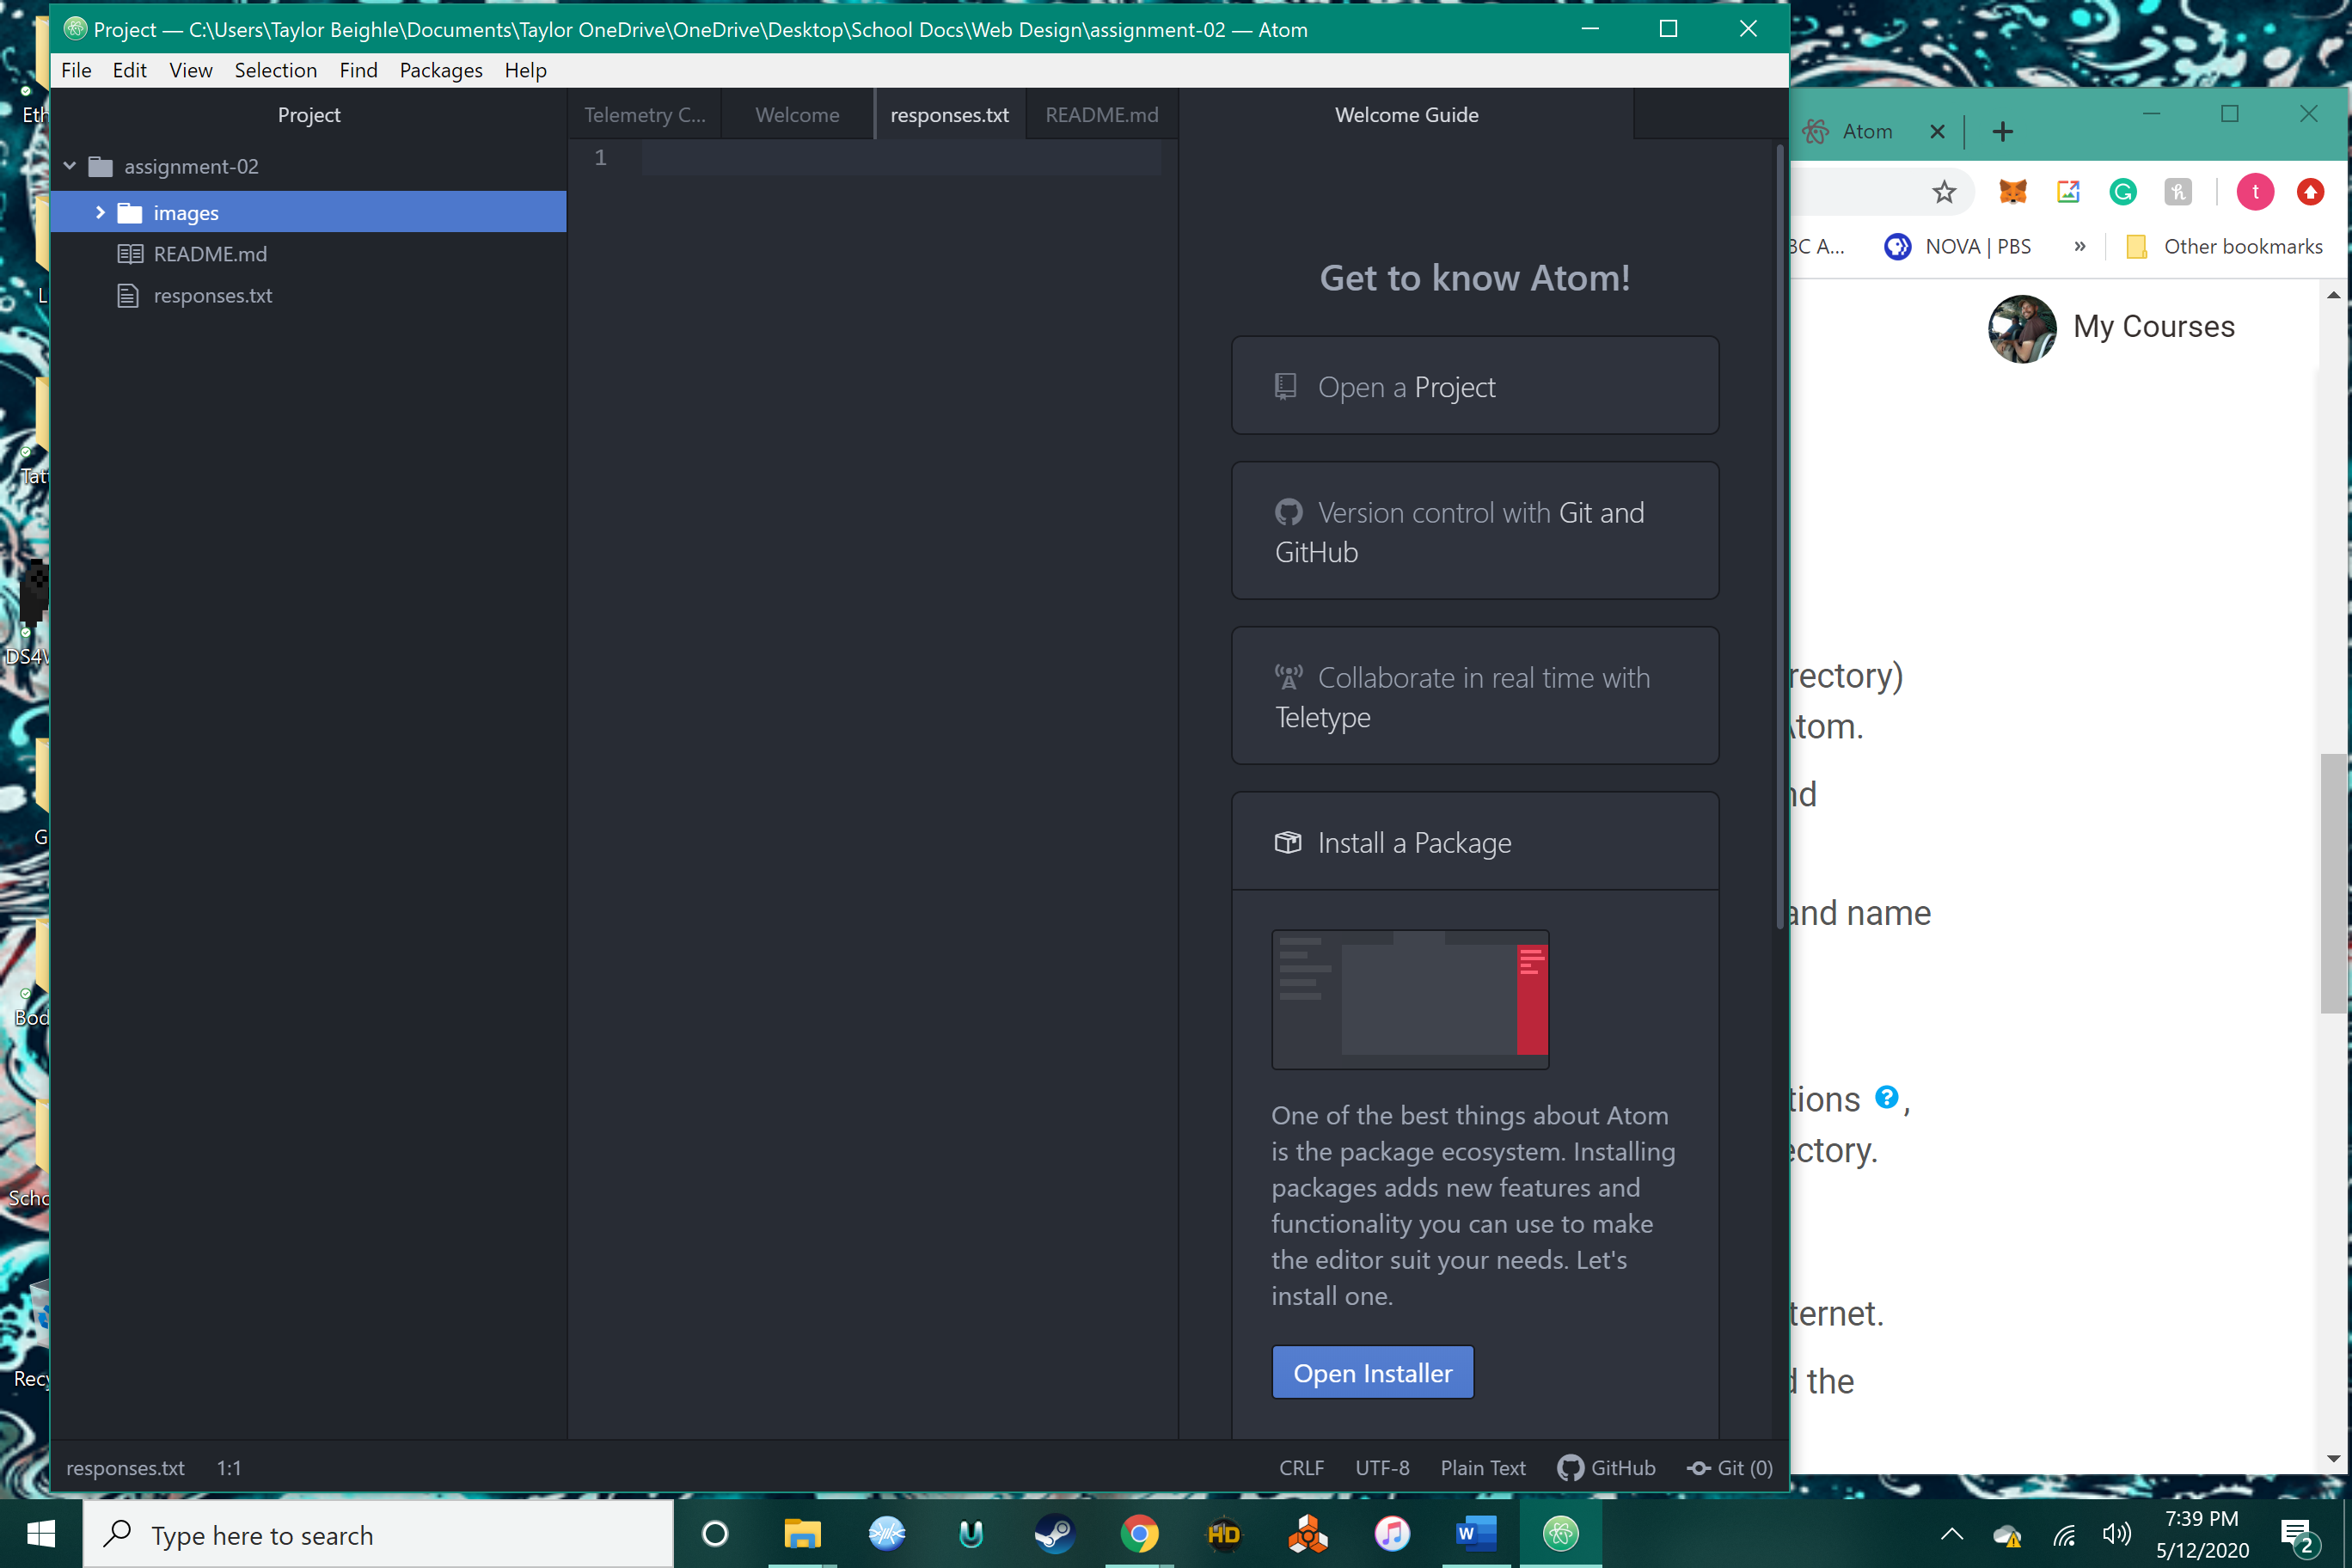 Project — C:\Users\Taylor Beighle\Documents\Taylor OneDrive\OneDrive\Desktop\School Docs\Web Design\assignment-02 — Atom
File Edit View Selection Find Packages Help
Project
assignment-02
images
README.md
responses.txt
Telemetry C... Welcome responses.txt README.md
1
Welcome Guide
Get to know Atom!
Open a Project
Version control with Git and
GitHub
Collaborate in real time with
Teletype
Install a Package
One of the best things about Atom
is the package ecosystem. Installing
packages adds new features and
functionality you can use to make
the editor suit your needs. Let's
install one.
Open Installer
responses.txt 1:1
CRLF UTF-8 Plain Text GitHub Git (0)
Atom
t
NOVA | PBS » Other bookmarks
My Courses
rectory)
Atom.
nd
and name
tions ? ,
ectory.
ternet.
d the
Eth
L
Tatt
DS4W
G
Bod
Scho
Recy
Type here to search
HD
W
7:39 PM
5/12/2020
2